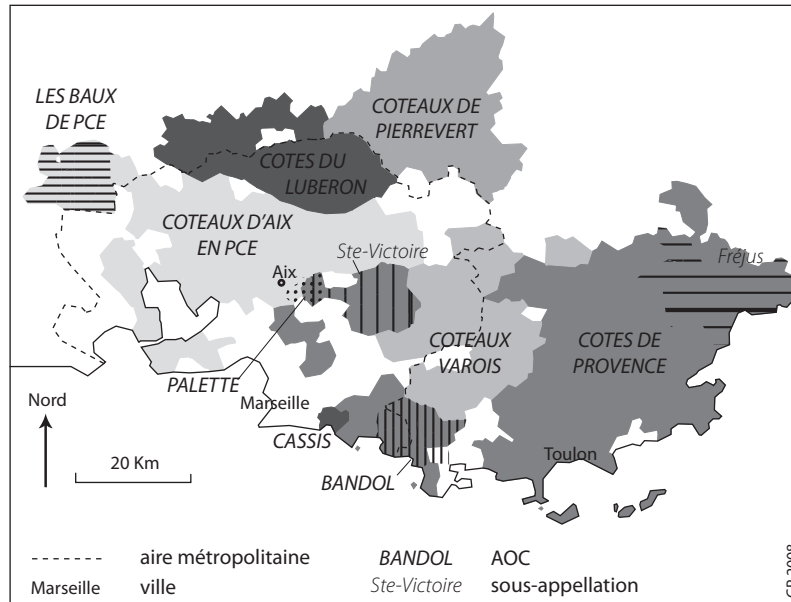 LES BAUX
DE PCE
COTEAUX DE
PIERREVERT
COTES DU
LUBERON
COTEAUX D'AIX
EN PCE
Ste-Victoire
Fréjus
Aix
COTEAUX
VAROIS
COTES DE
PROVENCE
PALETTE
Marseille
Nord
CASSIS
20 Km
Toulon
BANDOL
aire métropolitaine
BANDOL AOC
Marseille ville
Ste-Victoire sous-appellation